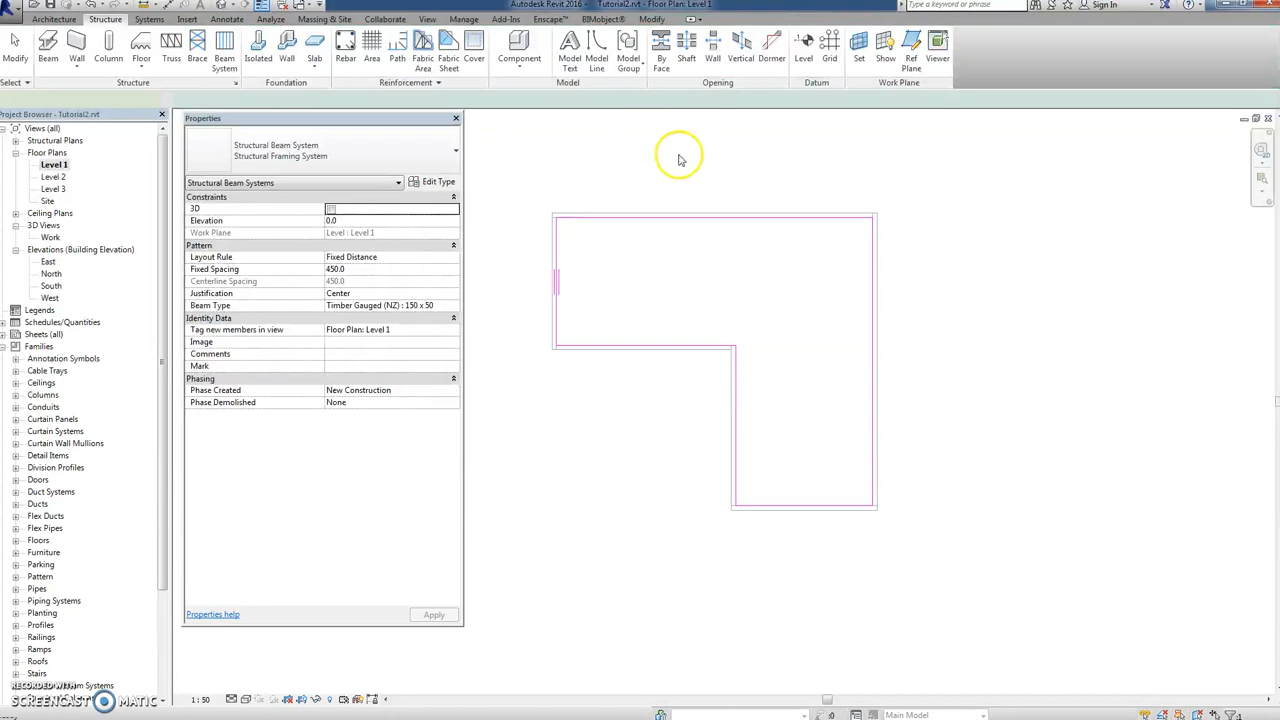 Autodesk Revit 2016 - Tutorial2.rvt - Floor Plan: Level 1
Sign In
Architecture Structure Systems Insert Annotate Analyze Massing & Site Collaborate View Manage Add-Ins Enscape™ BIMobject® Modify
Modify Beam Wall Column Floor Truss Brace Beam System Isolated Wall Slab Rebar Area Path Fabric Area Fabric Sheet Cover Component Model Text Model Line Model Group By Face Shaft Wall Vertical Dormer Level Grid Set Show Ref Plane Viewer
Select Structure Foundation Reinforcement Model Opening Datum Work Plane
Project Browser - Tutorial2.rvt
Views (all)
Structural Plans
Floor Plans
Level 1
Level 2
Level 3
Site
Ceiling Plans
3D Views
Work
Elevations (Building Elevation)
East
North
South
West
Legends
Schedules/Quantities
Sheets (all)
Families
Annotation Symbols
Cable Trays
Ceilings
Columns
Conduits
Curtain Panels
Curtain Systems
Curtain Wall Mullions
Detail Items
Division Profiles
Doors
Duct Systems
Ducts
Flex Ducts
Flex Pipes
Floors
Furniture
Parking
Pattern
Pipes
Piping Systems
Planting
Profiles
Railings
Ramps
Roofs
Stairs
Beam Systems
RECORDED WITH
SCREENCAST MATIC
Properties
Structural Beam System
Structural Framing System
Structural Beam Systems Edit Type
Constraints
3D
Elevation 0.0
Work Plane Level : Level 1
Pattern
Layout Rule Fixed Distance
Fixed Spacing 450.0
Centerline Spacing 450.0
Justification Center
Beam Type Timber Gauged (NZ) : 150 x 50
Identity Data
Tag new members in view Floor Plan: Level 1
Image
Comments
Mark
Phasing
Phase Created New Construction
Phase Demolished None
Properties help Apply
1 : 50
:0 Main Model